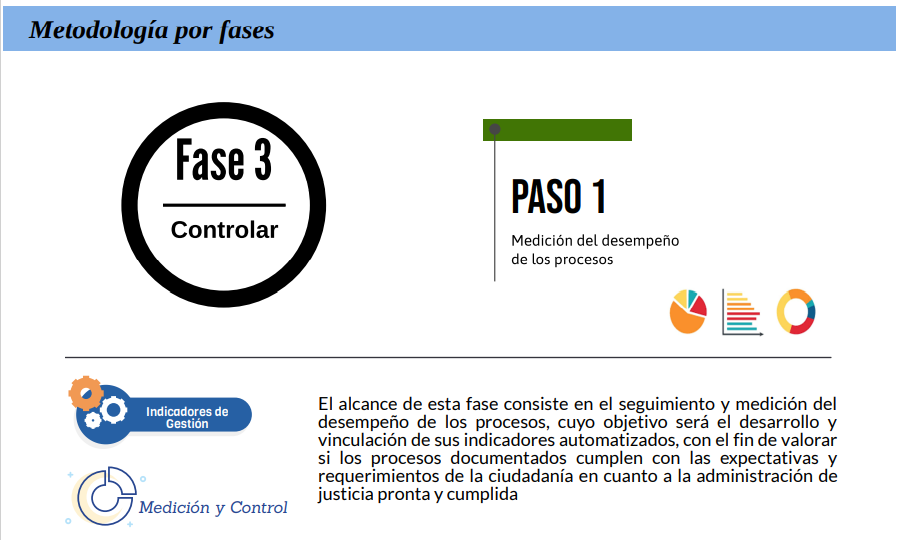 Metodología por fases
Fase 3
Controlar
PASO 1
Medición del desempeño
de los procesos
Indicadores de
Gestión
Medición y Control
El alcance de esta fase consiste en el seguimiento y medición del
desempeño de los procesos, cuyo objetivo será el desarrollo y
vinculación de sus indicadores automatizados, con el fin de valorar
si los procesos documentados cumplen con las expectativas y
requerimientos de la ciudadanía en cuanto a la administración de
justicia pronta y cumplida